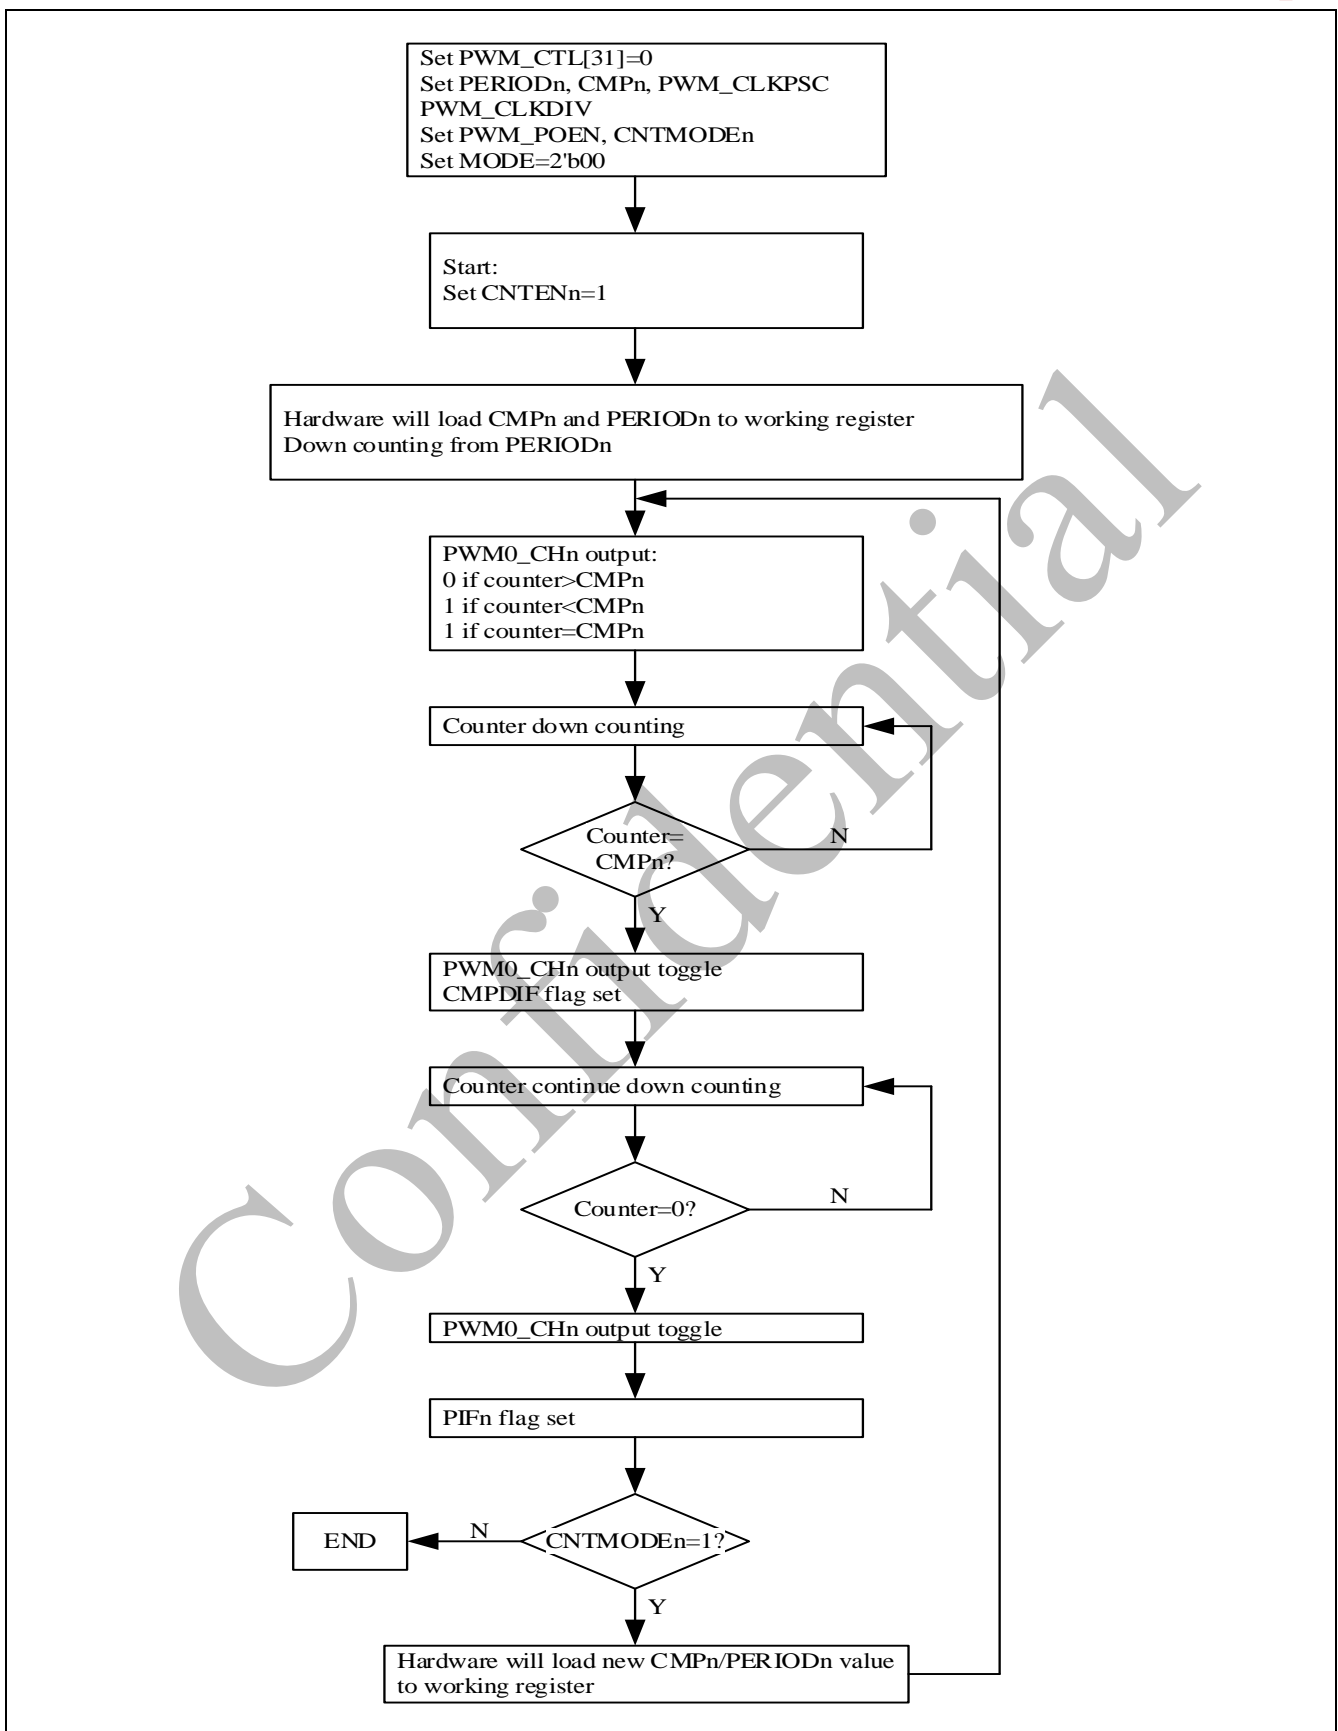 Set PWM_CTL[31]=0
Set PERIODn, CMPn, PWM_CLKPSC
PWM_CLKDIV
Set PWM_POEN, CNTMODEn
Set MODE=2'b00
Start:
Set CNTENn=1
Hardware will load CMPn and PERIODn to working register
Down counting from PERIODn
PWM0_CHn output:
0 if counter>CMPn
1 if counter<CMPn
1 if counter=CMPn
Counter down counting
Counter=
CMPn?
N
Y
PWM0_CHn output toggle
CMPDIF flag set
Counter continue down counting
Counter=0?
N
Y
PWM0_CHn output toggle
PIFn flag set
CNTMODEn=1?
N
END
Y
Hardware will load new CMPn/PERIODn value
to working register
Confidential